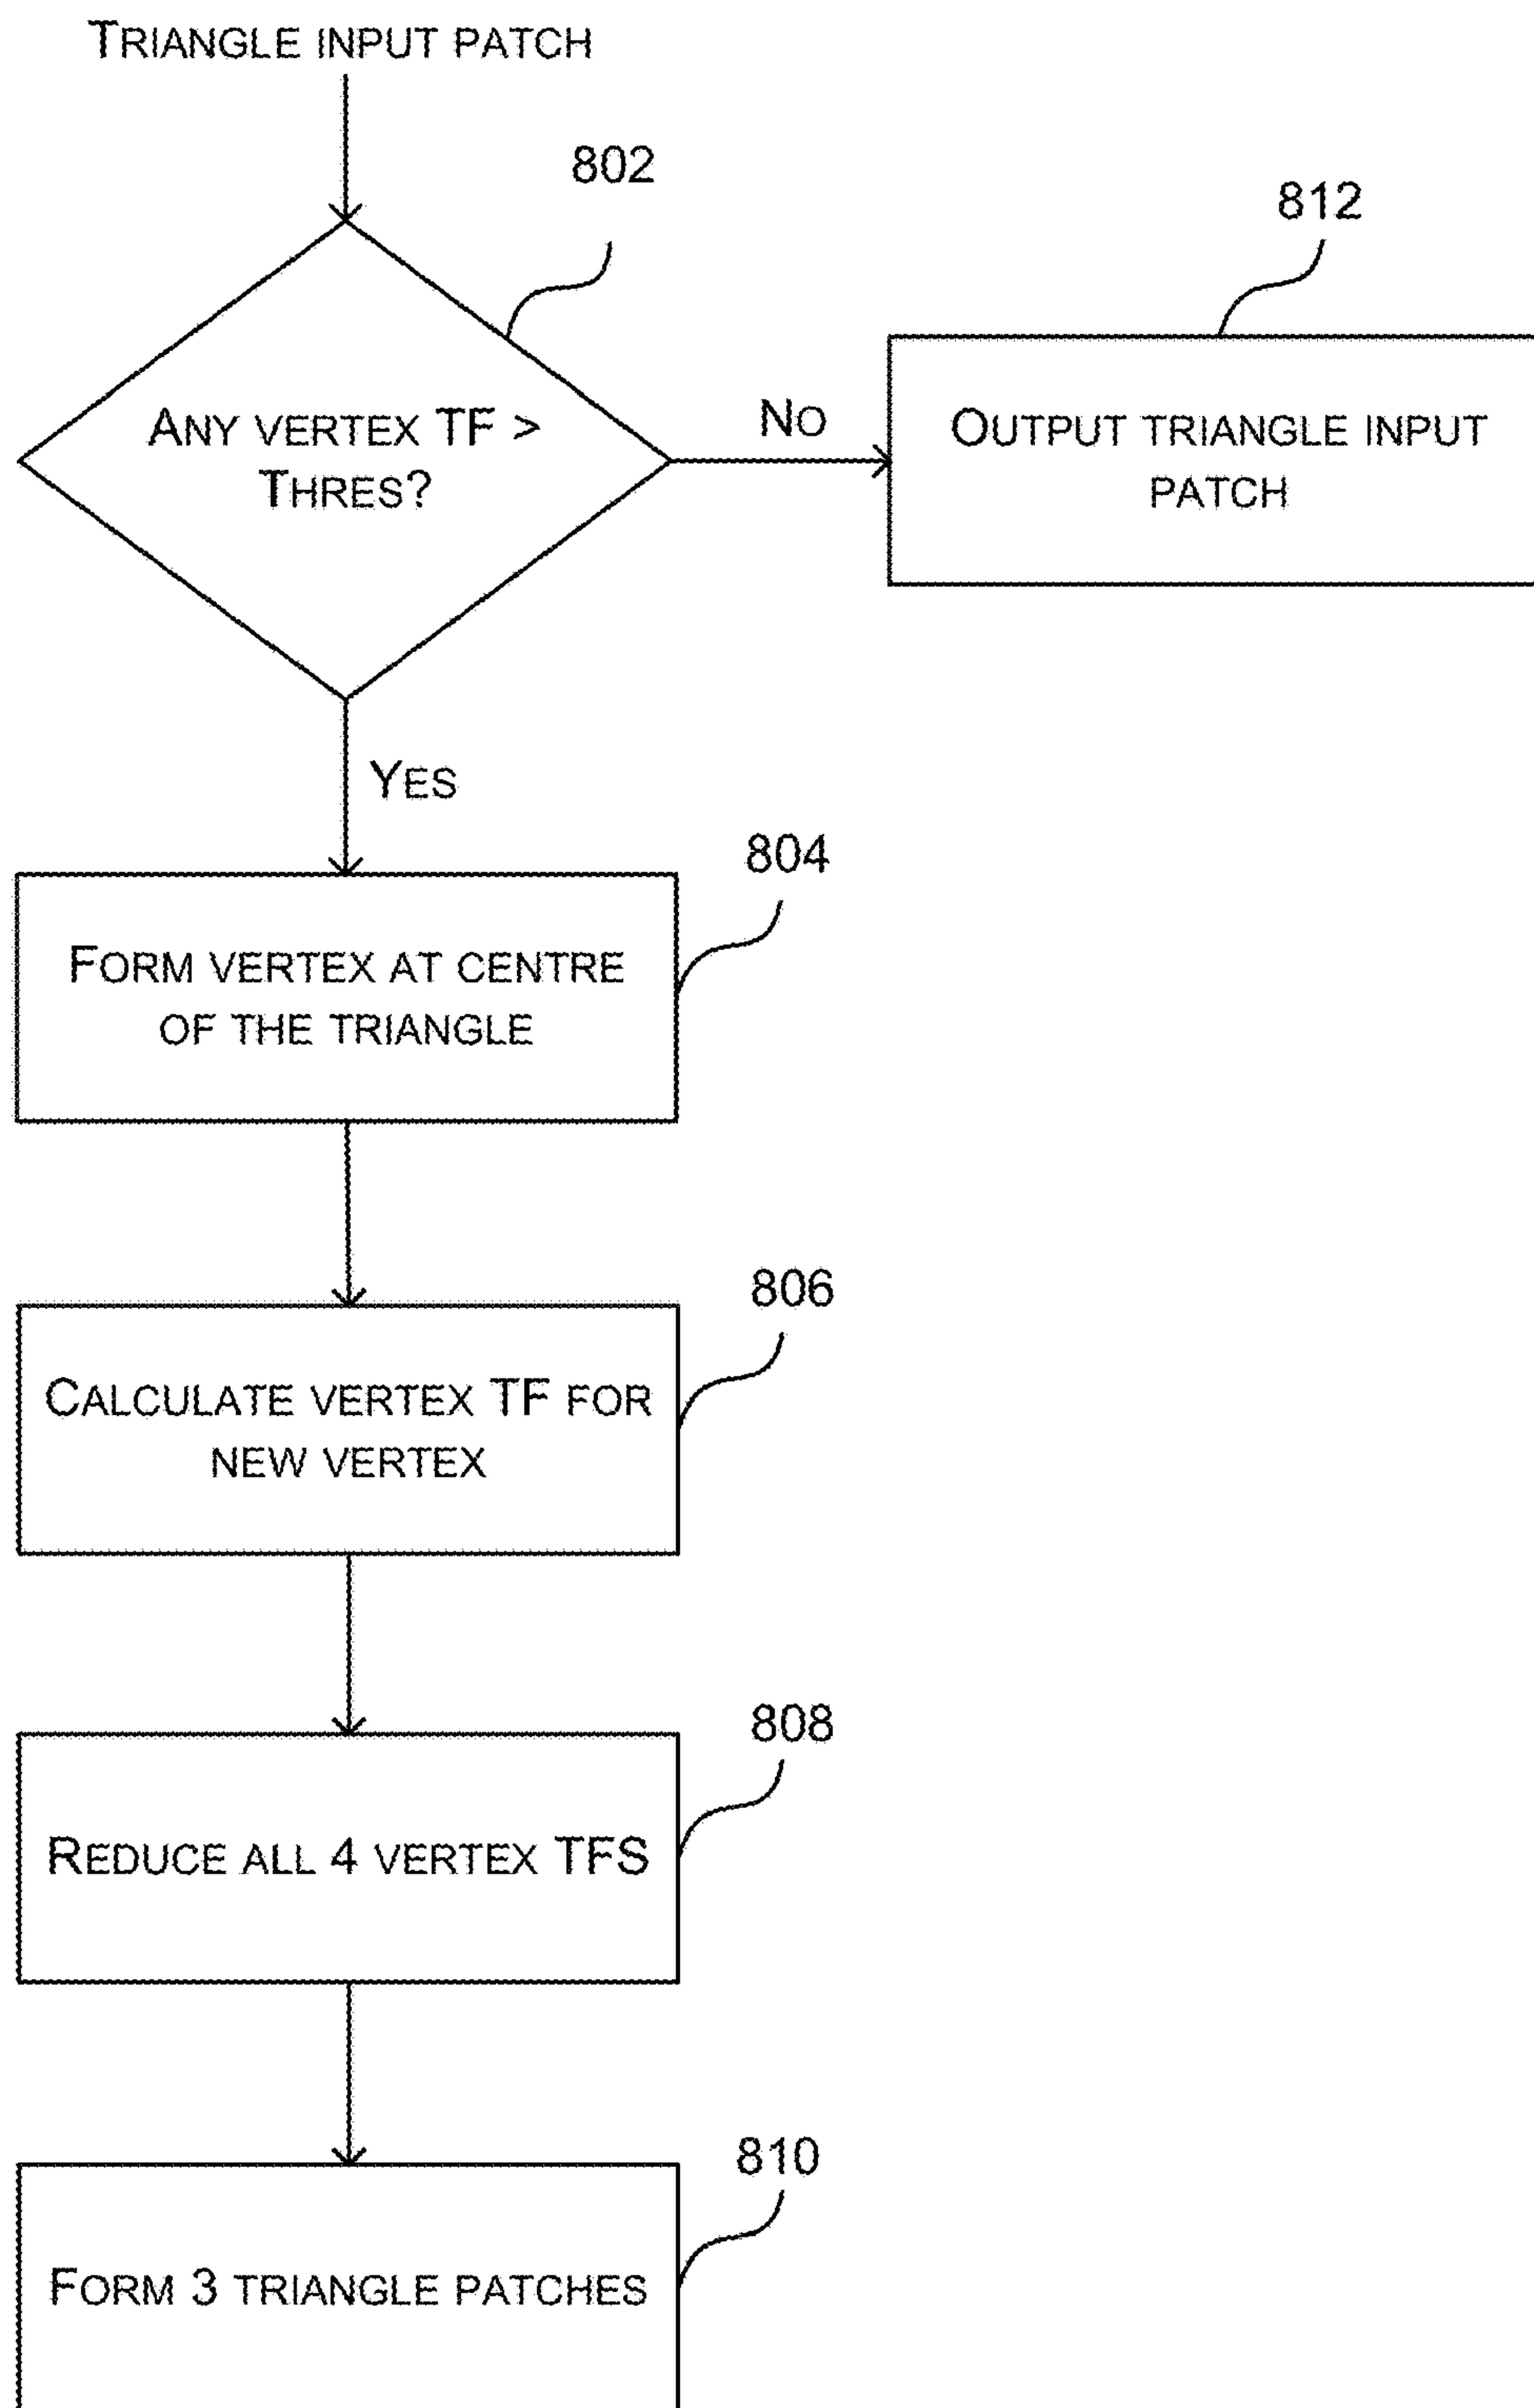 TRIANGLE INPUT PATCH
802
812
ANY VERTEX TF >
THRES?
NO
OUTPUT TRIANGLE INPUT
PATCH
YES
804
FORM VERTEX AT CENTRE
OF THE TRIANGLE
806
CALCULATE VERTEX TF FOR
NEW VERTEX
808
REDUCE ALL 4 VERTEX TFS
810
FORM 3 TRIANGLE PATCHES